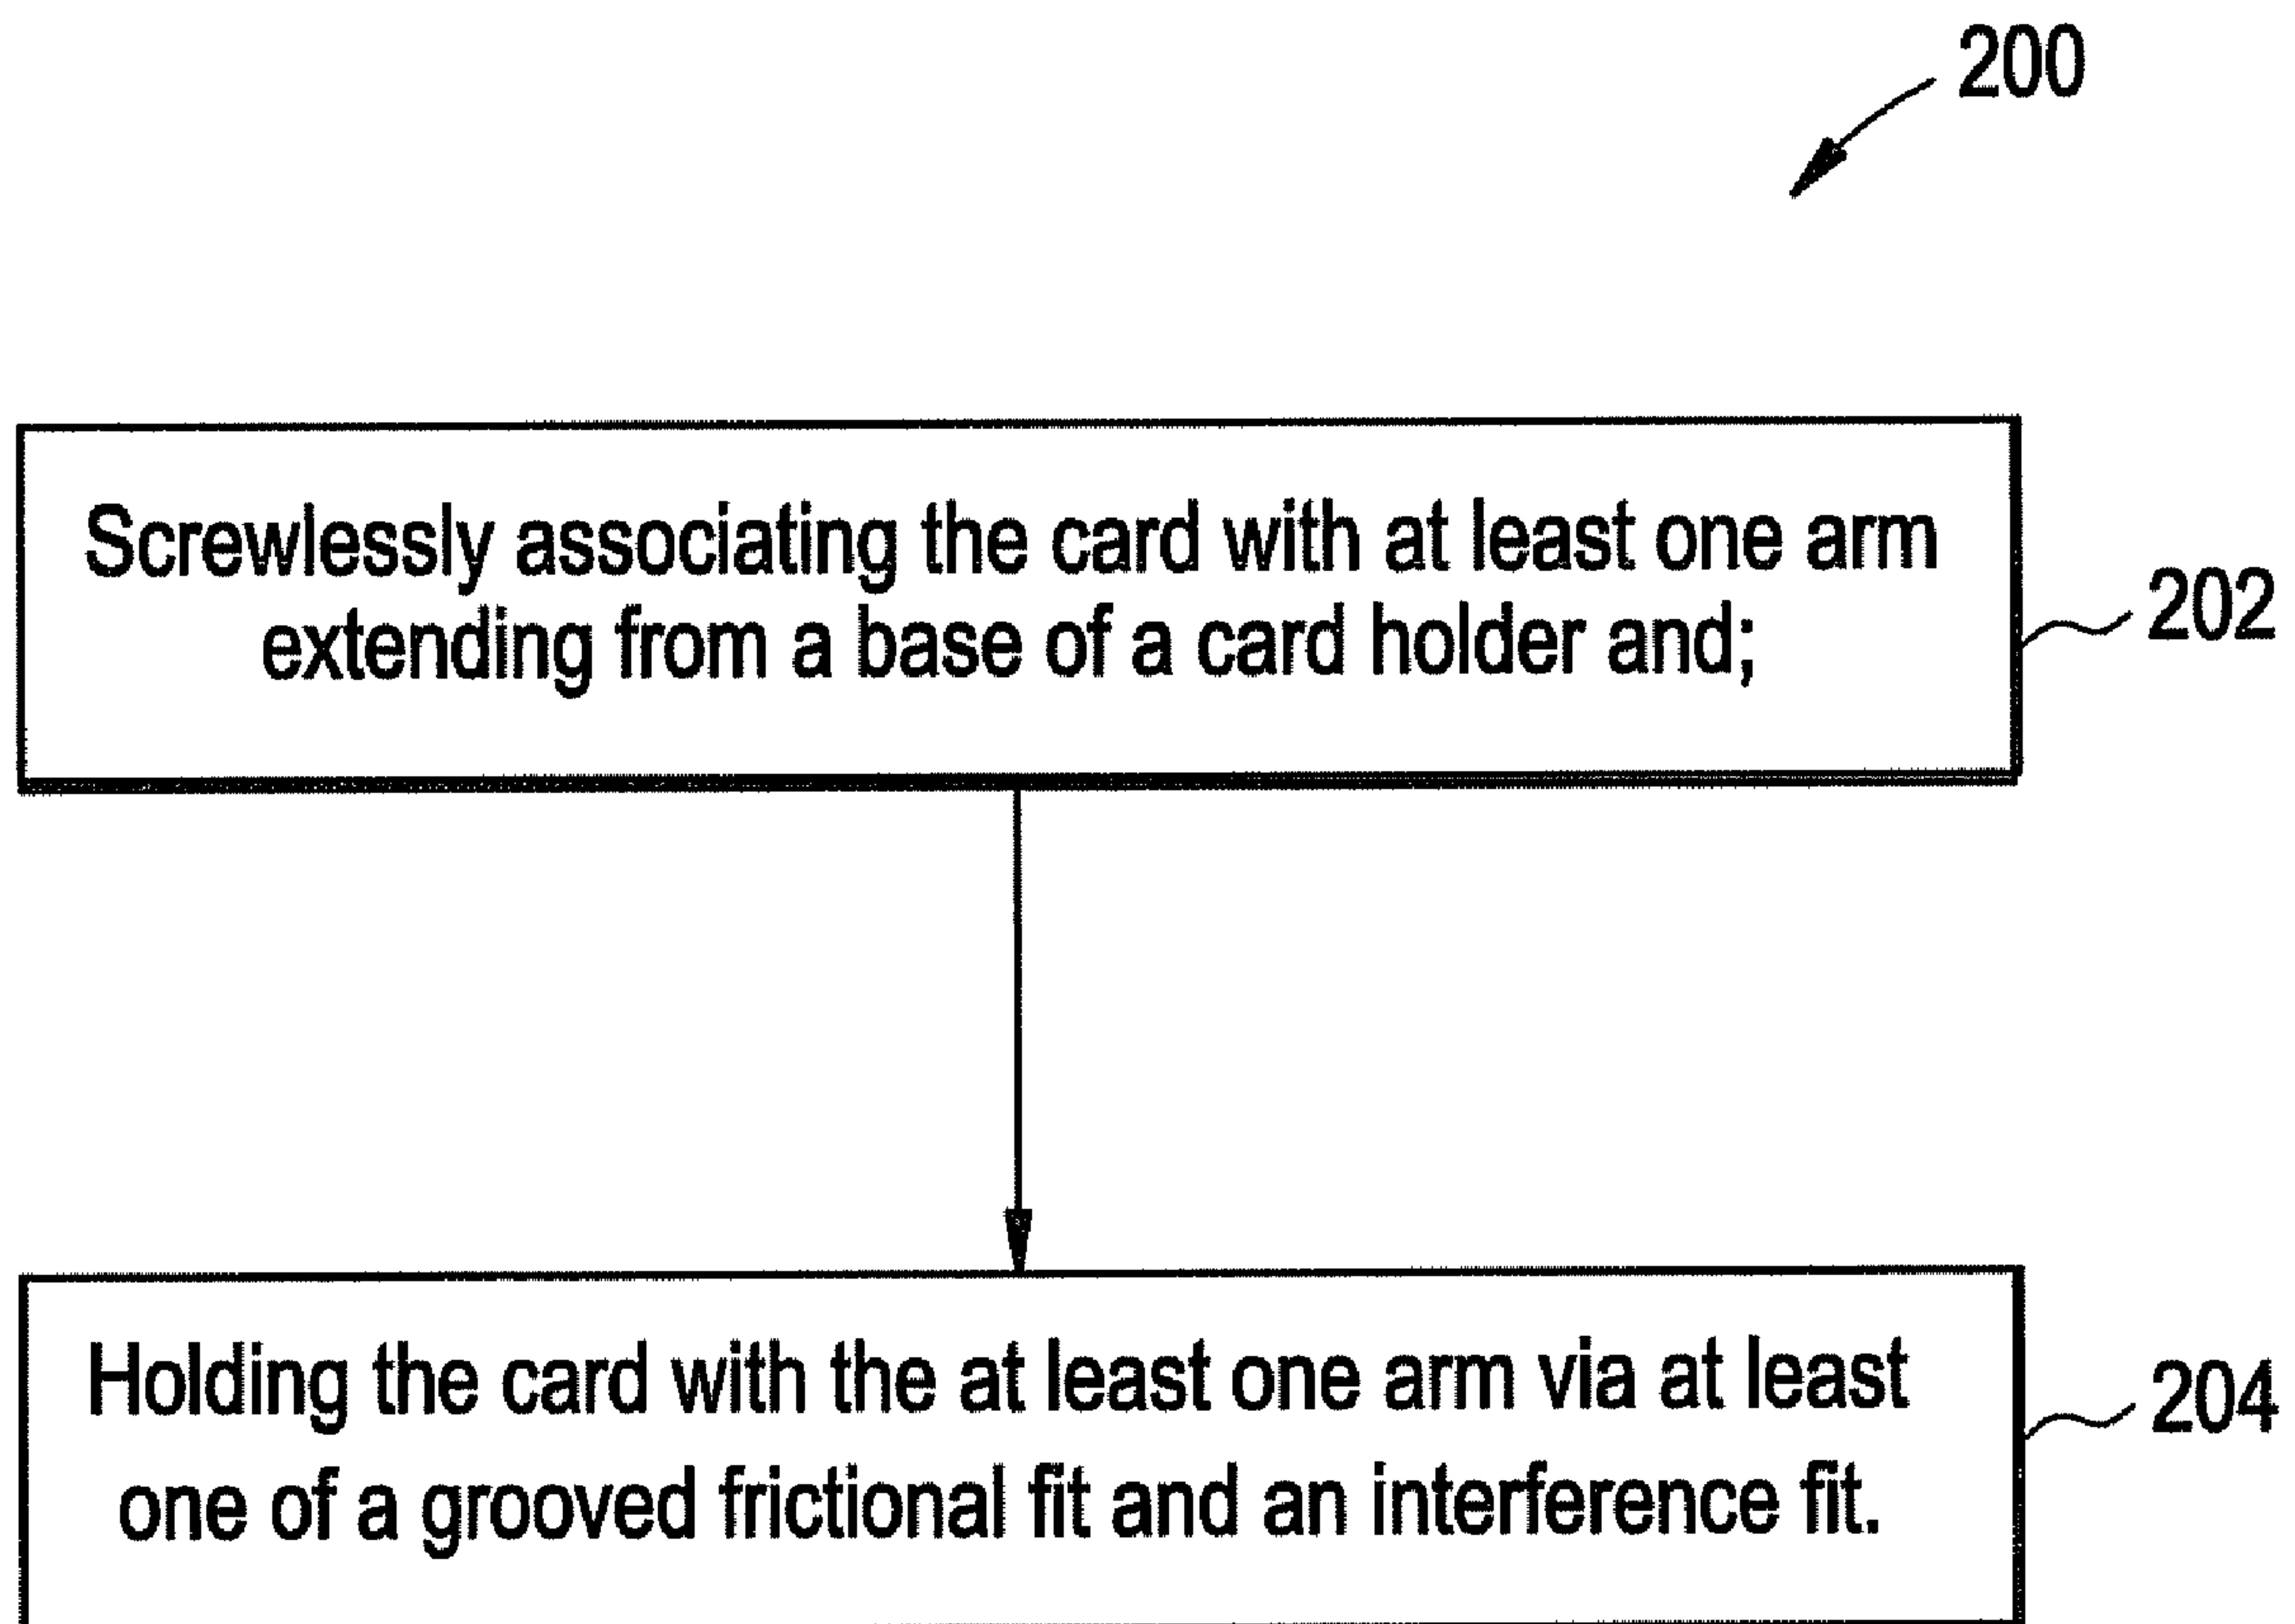 200
Screwlessly associating the card with at least one arm
extending from a base of a card holder and;
202
Holding the card with the at least one arm via at least
one of a grooved frictional fit and an interference fit.
204